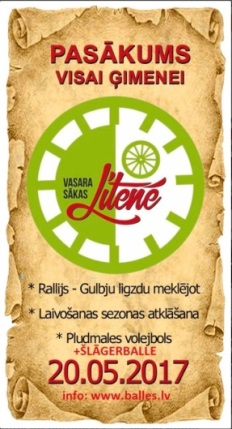 PASĀKUMS
VISAI ĢIMENEI
VASARA
SĀKAS
Litenē
* Rallijs - Gulbju ligzdu meklējot
* Laivošanas sezonas atklāšana
* Pludmales volejbols
+ŠLĀGERBALLE
20.05.2017
info: www.balles.lv